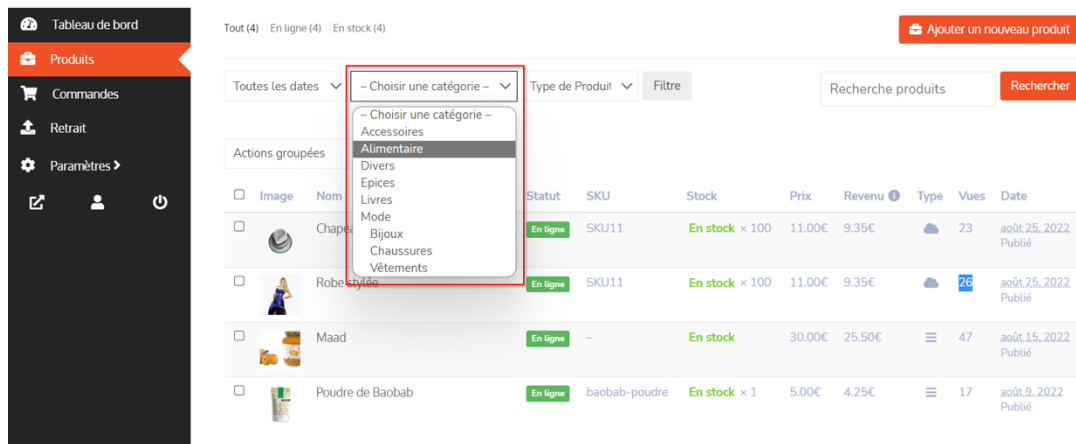 Tableau de bord
Produits
Commandes
Retrait
Paramètres
Tout (4) En ligne (4) En stock (4)
Ajouter un nouveau produit
Toutes les dates – Choisir une catégorie – Type de Produit Filtre Recherche produits Rechercher
– Choisir une catégorie –
Accessoires
Alimentaire
Divers
Epices
Livres
Mode
Bijoux
Chaussures
Vêtements
Actions groupées
Image Nom Statut SKU Stock Prix Revenu Type Vues Date
En ligne SKU11 En stock × 100 11.00€ 9.35€ 23 août 25, 2022
Publié
Robe stylée En ligne SKU11 En stock × 100 11.00€ 9.35€ 26 août 25, 2022
Publié
Maad En ligne – En stock 30.00€ 25.50€ 47 août 15, 2022
Publié
Poudre de Baobab En ligne baobab-poudre En stock × 1 5.00€ 4.25€ 17 août 9, 2022
Publié